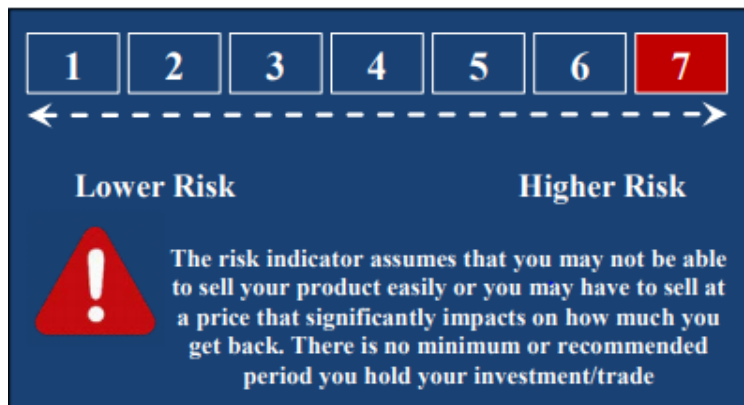 1 2 3 4 5 6 7
Lower Risk Higher Risk
The risk indicator assumes that you may not be able
to sell your product easily or you may have to sell at
a price that significantly impacts on how much you
get back. There is no minimum or recommended
period you hold your investment/trade